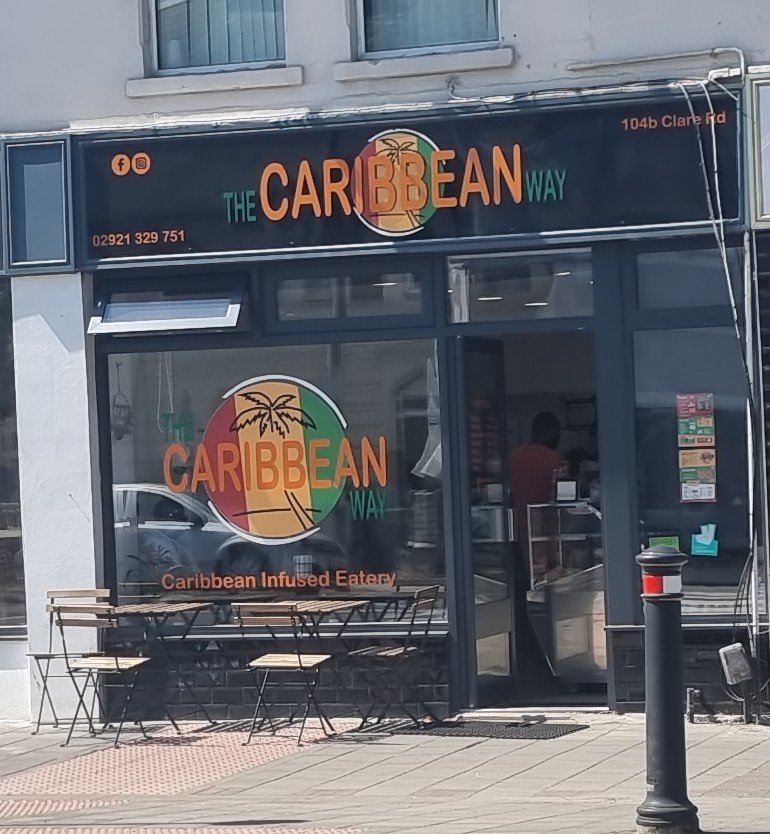 104b Clare Rd
THE CARIBBEAN WAY
02921 329 751
THE
CARIBBEAN
WAY
Caribbean Infused Eatery